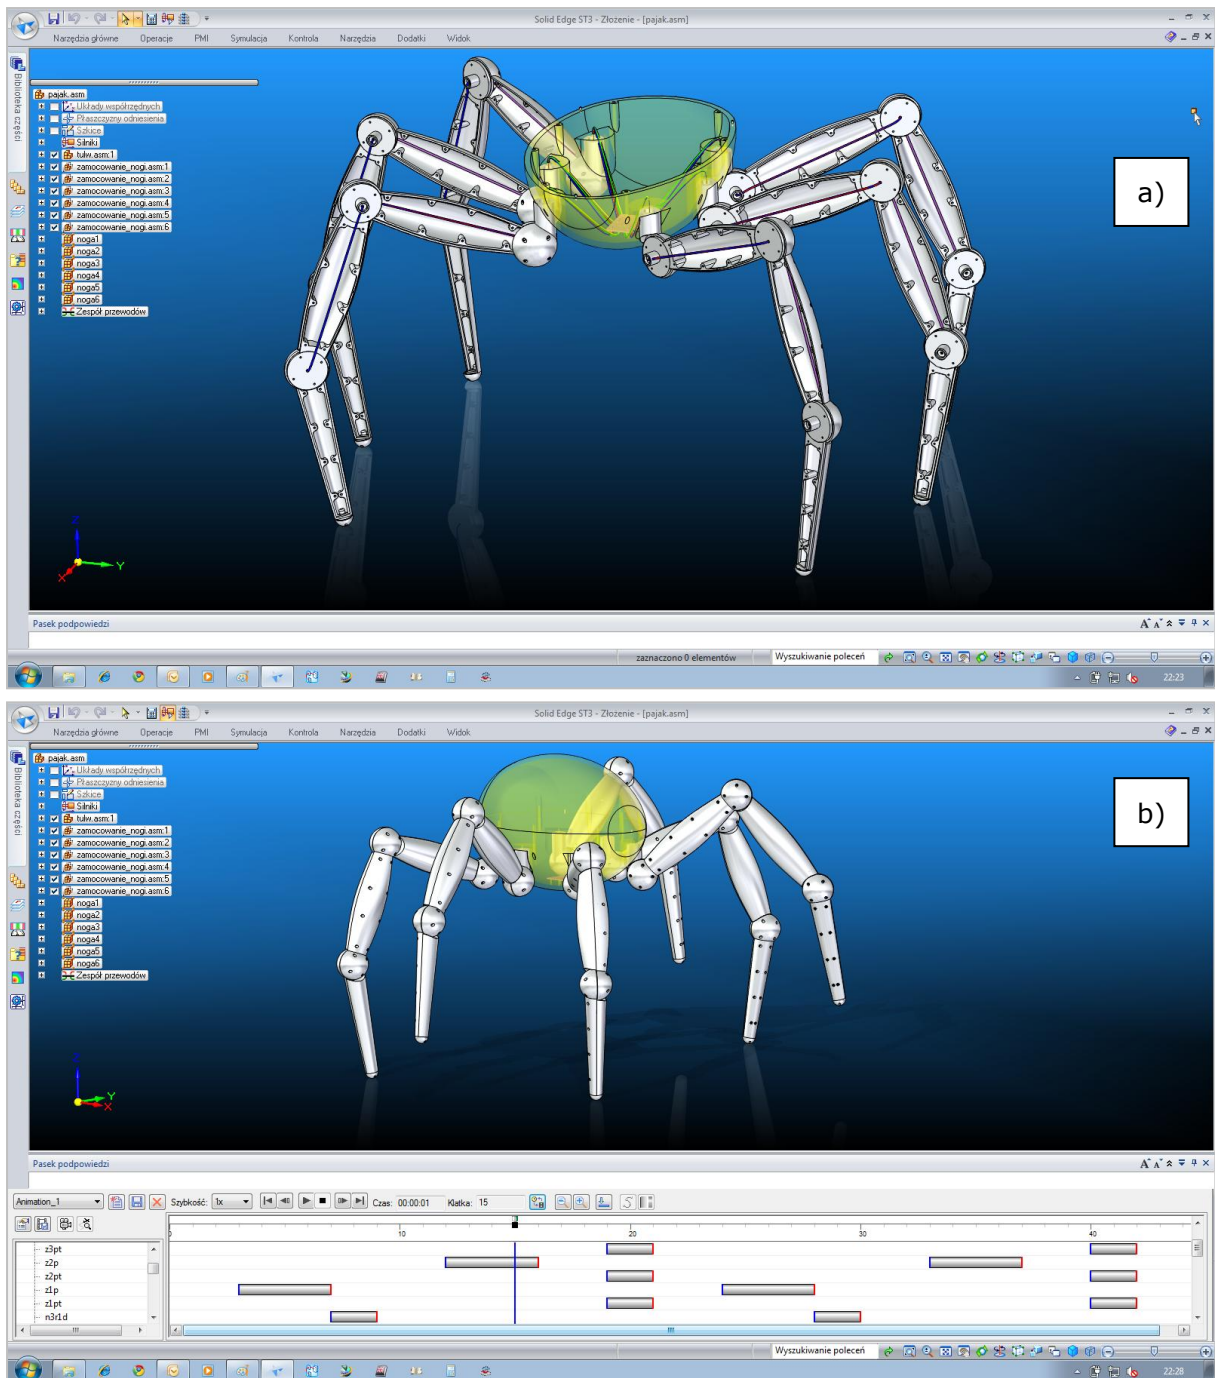 Solid Edge ST3 - Złożenie - [pajak.asm]
Narzędzia główne Operacje PMI Symulacja Kontrola Narzędzia Dodatki Widok
Biblioteka części
pajak.asm
Układy współrzędnych
Płaszczyzny odniesienia
Szkice
Silniki
tulw.asm:1
zamocowanie_nogi.asm:1
zamocowanie_nogi.asm:2
zamocowanie_nogi.asm:3
zamocowanie_nogi.asm:4
zamocowanie_nogi.asm:5
zamocowanie_nogi.asm:6
noga1
noga2
noga3
noga4
noga5
noga6
Zespół przewodów
a)
Z
Y
X
Pasek podpowiedzi
zaznaczono 0 elementów Wyszukiwanie poleceń
22:23
Solid Edge ST3 - Złożenie - [pajak.asm]
Narzędzia główne Operacje PMI Symulacja Kontrola Narzędzia Dodatki Widok
Biblioteka części
pajak.asm
Układy współrzędnych
Płaszczyzny odniesienia
Szkice
Silniki
tulw.asm:1
zamocowanie_nogi.asm:1
zamocowanie_nogi.asm:2
zamocowanie_nogi.asm:3
zamocowanie_nogi.asm:4
zamocowanie_nogi.asm:5
zamocowanie_nogi.asm:6
noga1
noga2
noga3
noga4
noga5
noga6
Zespół przewodów
b)
Z
Y
X
Pasek podpowiedzi
Animation_1 Szybkość: 1x Czas: 00:00:01 Klatka: 15
0 10 20 30 40
z3pt
z2p
z2pt
z1p
z1pt
n3r1d
Wyszukiwanie poleceń
22:28